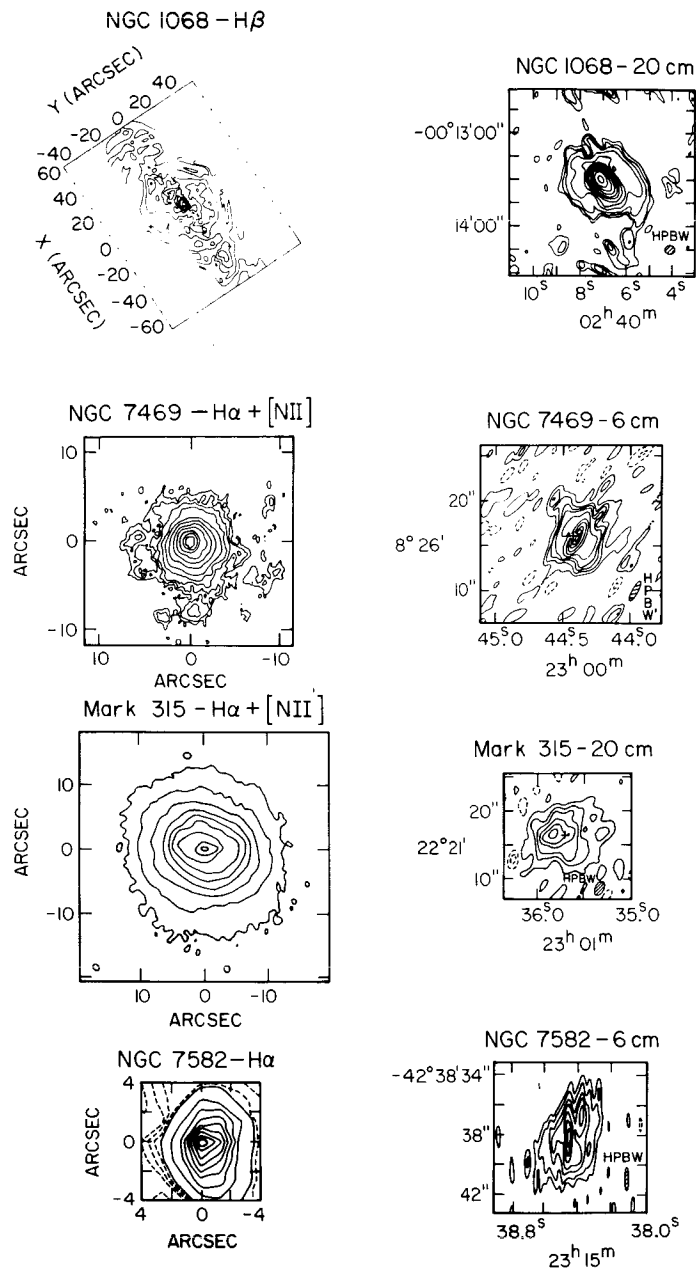 NGC 1068 – Hβ
Y (ARCSEC)
40
20
0
-20
-40
60
40
20
0
-20
-40
-60
X (ARCSEC)
NGC 1068 – 20 cm
-00°13'00"
14'00"
HPBW
10ˢ 8ˢ 6ˢ 4ˢ
02ʰ 40ᵐ
NGC 7469 – Hα + [NII]
10
0
-10
ARCSEC
10 0 -10
ARCSEC
NGC 7469 – 6 cm
20"
8° 26'
10"
H
P
B
W
45ˢ.0 44ˢ.5 44ˢ.0
23ʰ 00ᵐ
Mark 315 – Hα + [NII]
10
0
-10
ARCSEC
10 0 -10
ARCSEC
Mark 315 – 20 cm
20"
22° 21'
10"
HPBW
36ˢ.0 35ˢ.0
23ʰ 01ᵐ
NGC 7582 – Hα
4
0
-4
ARCSEC
4 0 -4
ARCSEC
NGC 7582 – 6 cm
-42°38'34"
38"
42"
HPBW
38.8ˢ 38.0ˢ
23ʰ 15ᵐ